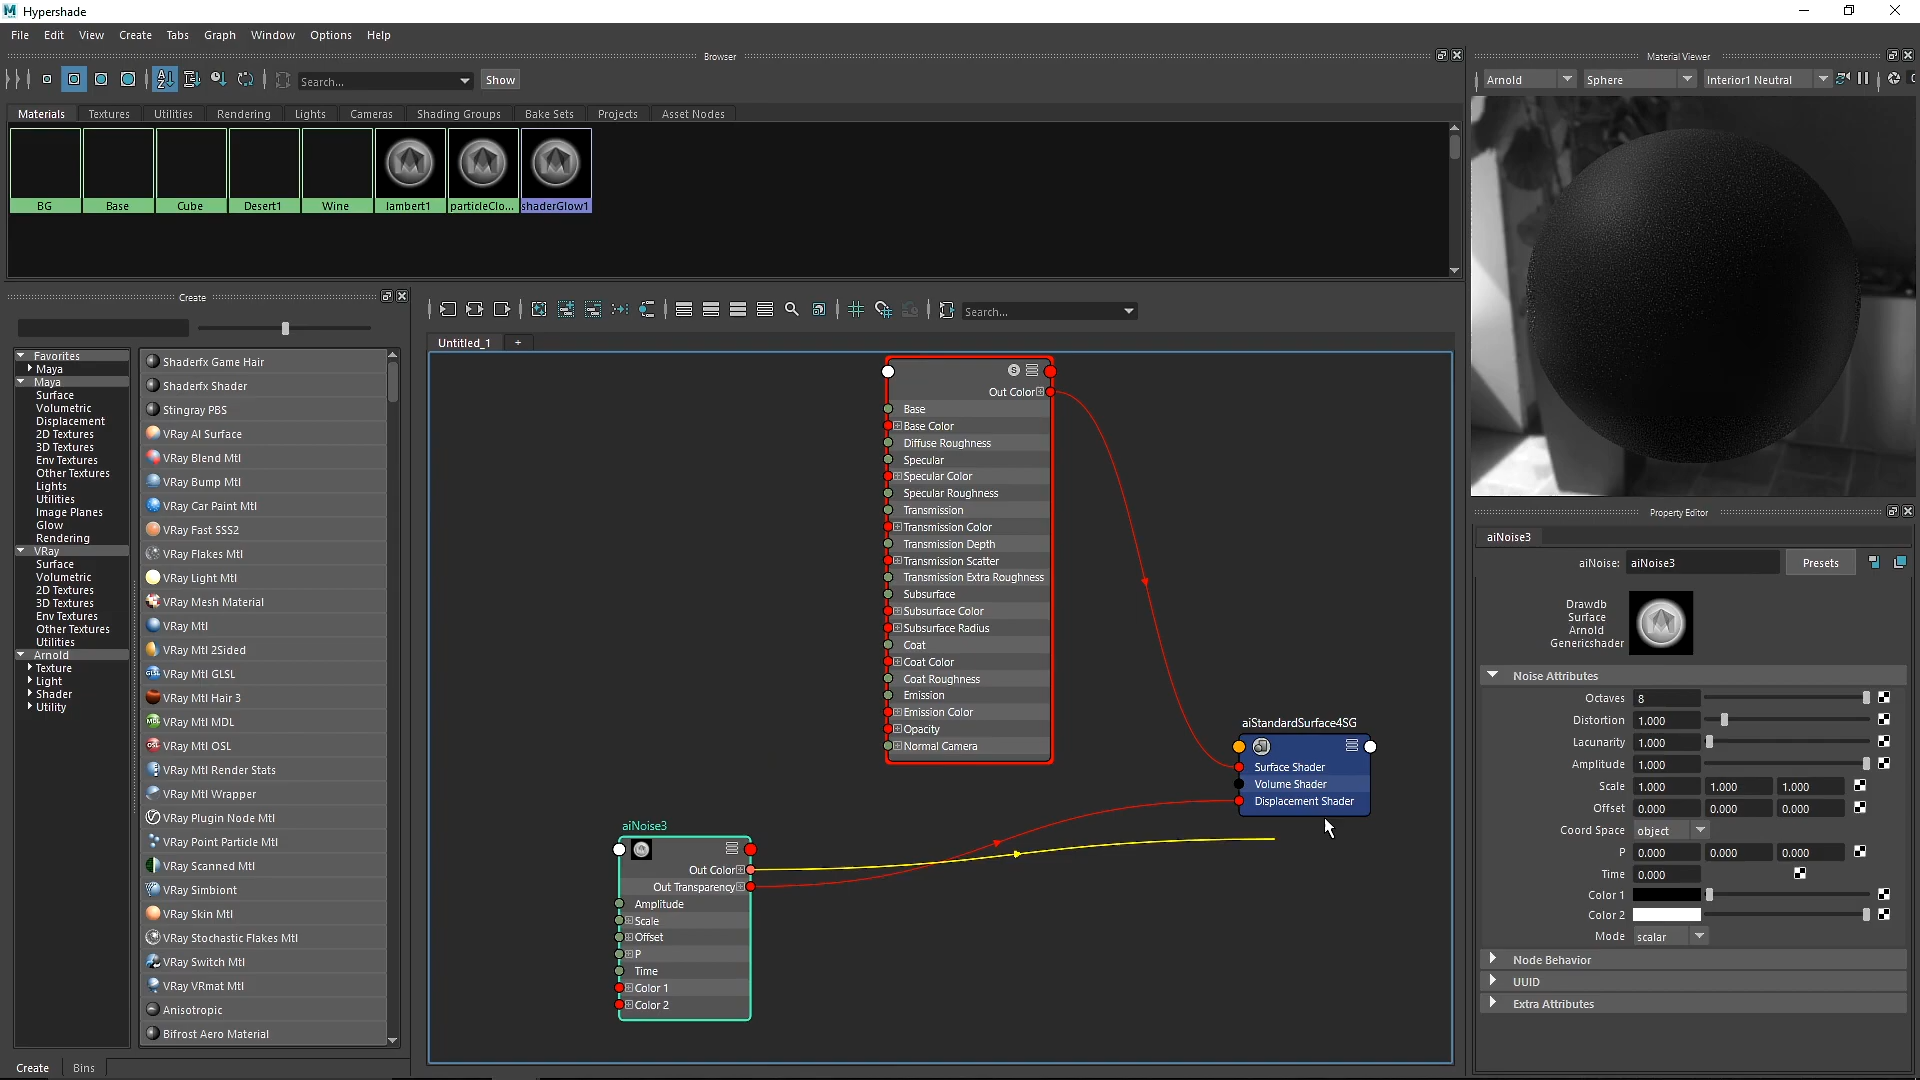 Hypershade
File Edit View Create Tabs Graph Window Options Help
Browser
Search...
Show
Materials Textures Utilities Rendering Lights Cameras Shading Groups Bake Sets Projects Asset Nodes
BG Base Cube Desert1 Wine lambert1 particleClo... shaderGlow1
Create
Favorites
Maya
Maya
Surface
Volumetric
Displacement
2D Textures
3D Textures
Env Textures
Other Textures
Lights
Utilities
Image Planes
Glow
Rendering
VRay
Surface
Volumetric
2D Textures
3D Textures
Env Textures
Other Textures
Utilities
Arnold
Texture
Light
Shader
Utility
Shaderfx Game Hair
Shaderfx Shader
Stingray PBS
VRay Al Surface
VRay Blend Mtl
VRay Bump Mtl
VRay Car Paint Mtl
VRay Fast SSS2
VRay Flakes Mtl
VRay Light Mtl
VRay Mesh Material
VRay Mtl
VRay Mtl 2Sided
VRay Mtl GLSL
VRay Mtl Hair 3
VRay Mtl MDL
VRay Mtl OSL
VRay Mtl Render Stats
VRay Mtl Wrapper
VRay Plugin Node Mtl
VRay Point Particle Mtl
VRay Scanned Mtl
VRay Simbiont
VRay Skin Mtl
VRay Stochastic Flakes Mtl
VRay Switch Mtl
VRay VRmat Mtl
Anisotropic
Bifrost Aero Material
Create Bins
Search...
Untitled_1 +
Out Color
Base
Base Color
Diffuse Roughness
Specular
Specular Color
Specular Roughness
Transmission
Transmission Color
Transmission Depth
Transmission Scatter
Transmission Extra Roughness
Subsurface
Subsurface Color
Subsurface Radius
Coat
Coat Color
Coat Roughness
Emission
Emission Color
Opacity
Normal Camera
aiStandardSurface4SG
Surface Shader
Volume Shader
Displacement Shader
aiNoise3
Out Color
Out Transparency
Amplitude
Scale
Offset
P
Time
Color 1
Color 2
Material Viewer
Arnold Sphere Interior1 Neutral
Property Editor
aiNoise3
aiNoise: aiNoise3 Presets
Drawdb
Surface
Arnold
Genericshader
Noise Attributes
Octaves 8
Distortion 1.000
Lacunarity 1.000
Amplitude 1.000
Scale 1.000 1.000 1.000
Offset 0.000 0.000 0.000
Coord Space object
P 0.000 0.000 0.000
Time 0.000
Color 1
Color 2
Mode scalar
Node Behavior
UUID
Extra Attributes